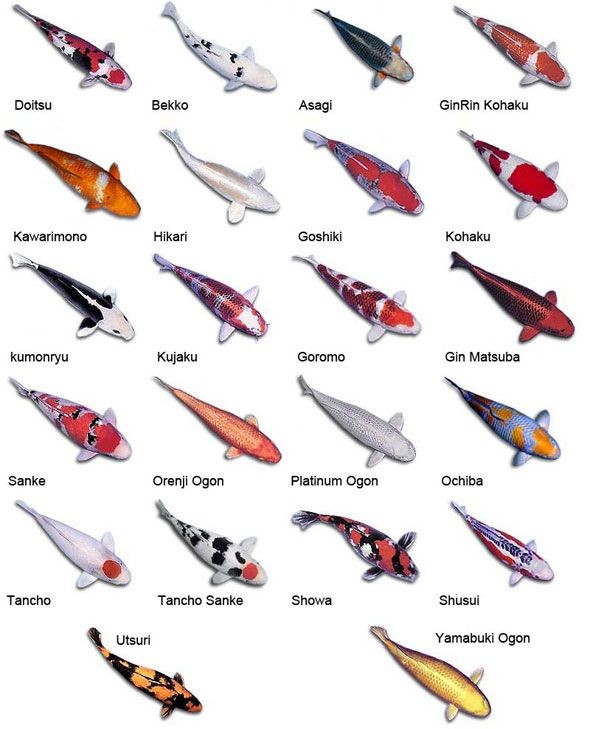 Doitsu
Bekko
Asagi
GinRin Kohaku
Kawarimono
Hikari
Goshiki
Kohaku
kumonryu
Kujaku
Goromo
Gin Matsuba
Sanke
Orenji Ogon
Platinum Ogon
Ochiba
Tancho
Tancho Sanke
Showa
Shusui
Utsuri
Yamabuki Ogon